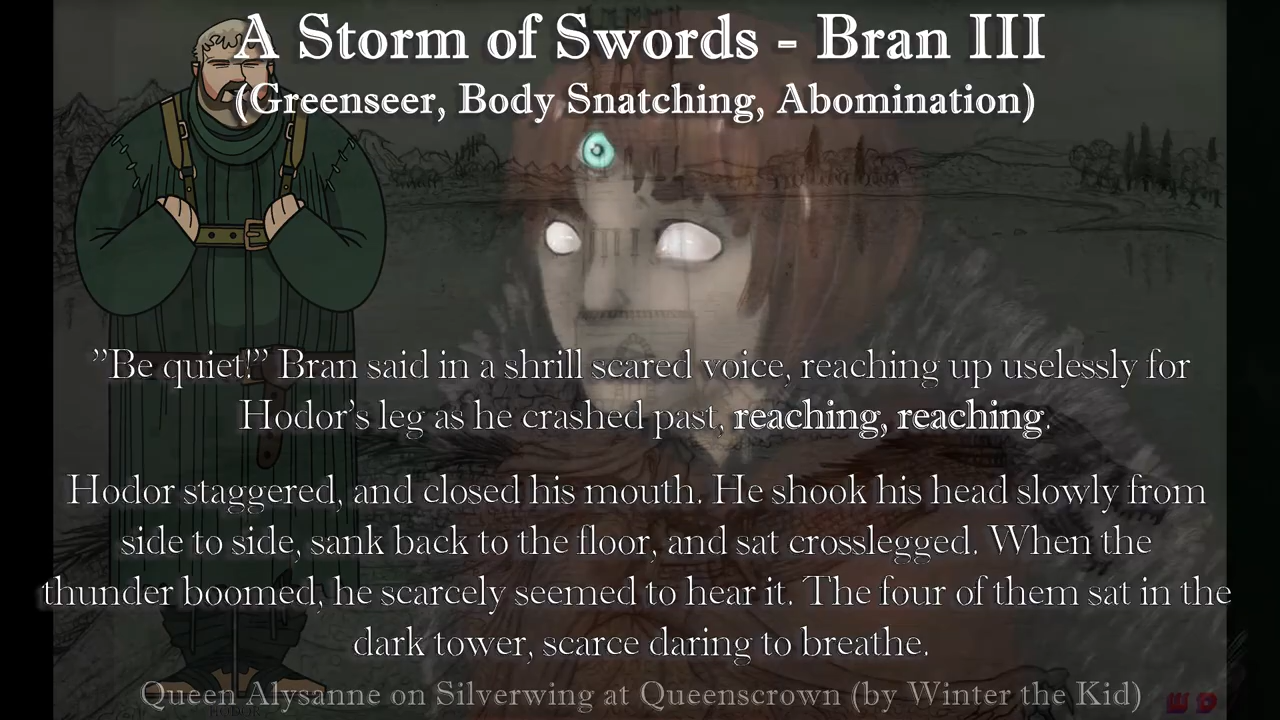 A Storm of Swords - Bran III
(Greenseer, Body Snatching, Abomination)
”Be quiet!” Bran said in a shrill scared voice, reaching up uselessly for
Hodor’s leg as he crashed past, reaching, reaching.
Hodor staggered, and closed his mouth. He shook his head slowly from
side to side, sank back to the floor, and sat crosslegged. When the
thunder boomed, he scarcely seemed to hear it. The four of them sat in the
dark tower, scarce daring to breathe.
Queen Alysanne on Silverwing at Queenscrown (by Winter the Kid)